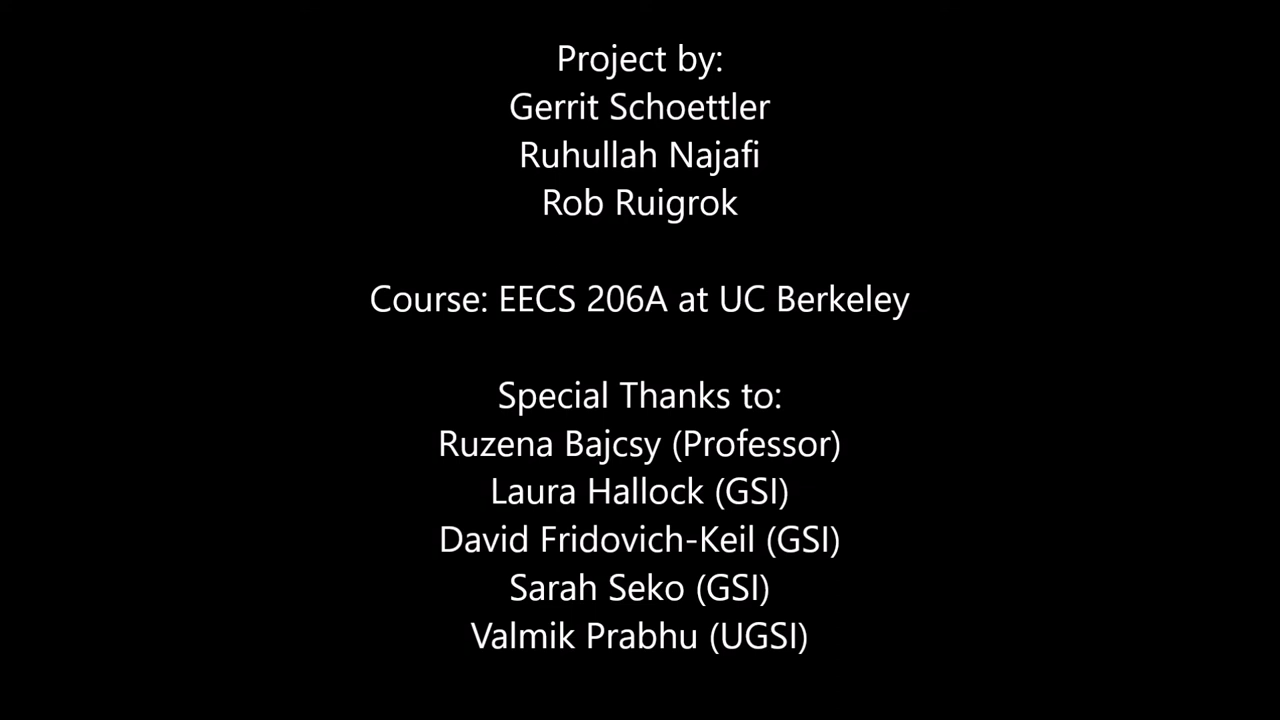 Project by:
Gerrit Schoettler
Ruhullah Najafi
Rob Ruigrok
Course: EECS 206A at UC Berkeley
Special Thanks to:
Ruzena Bajcsy (Professor)
Laura Hallock (GSI)
David Fridovich-Keil (GSI)
Sarah Seko (GSI)
Valmik Prabhu (UGSI)